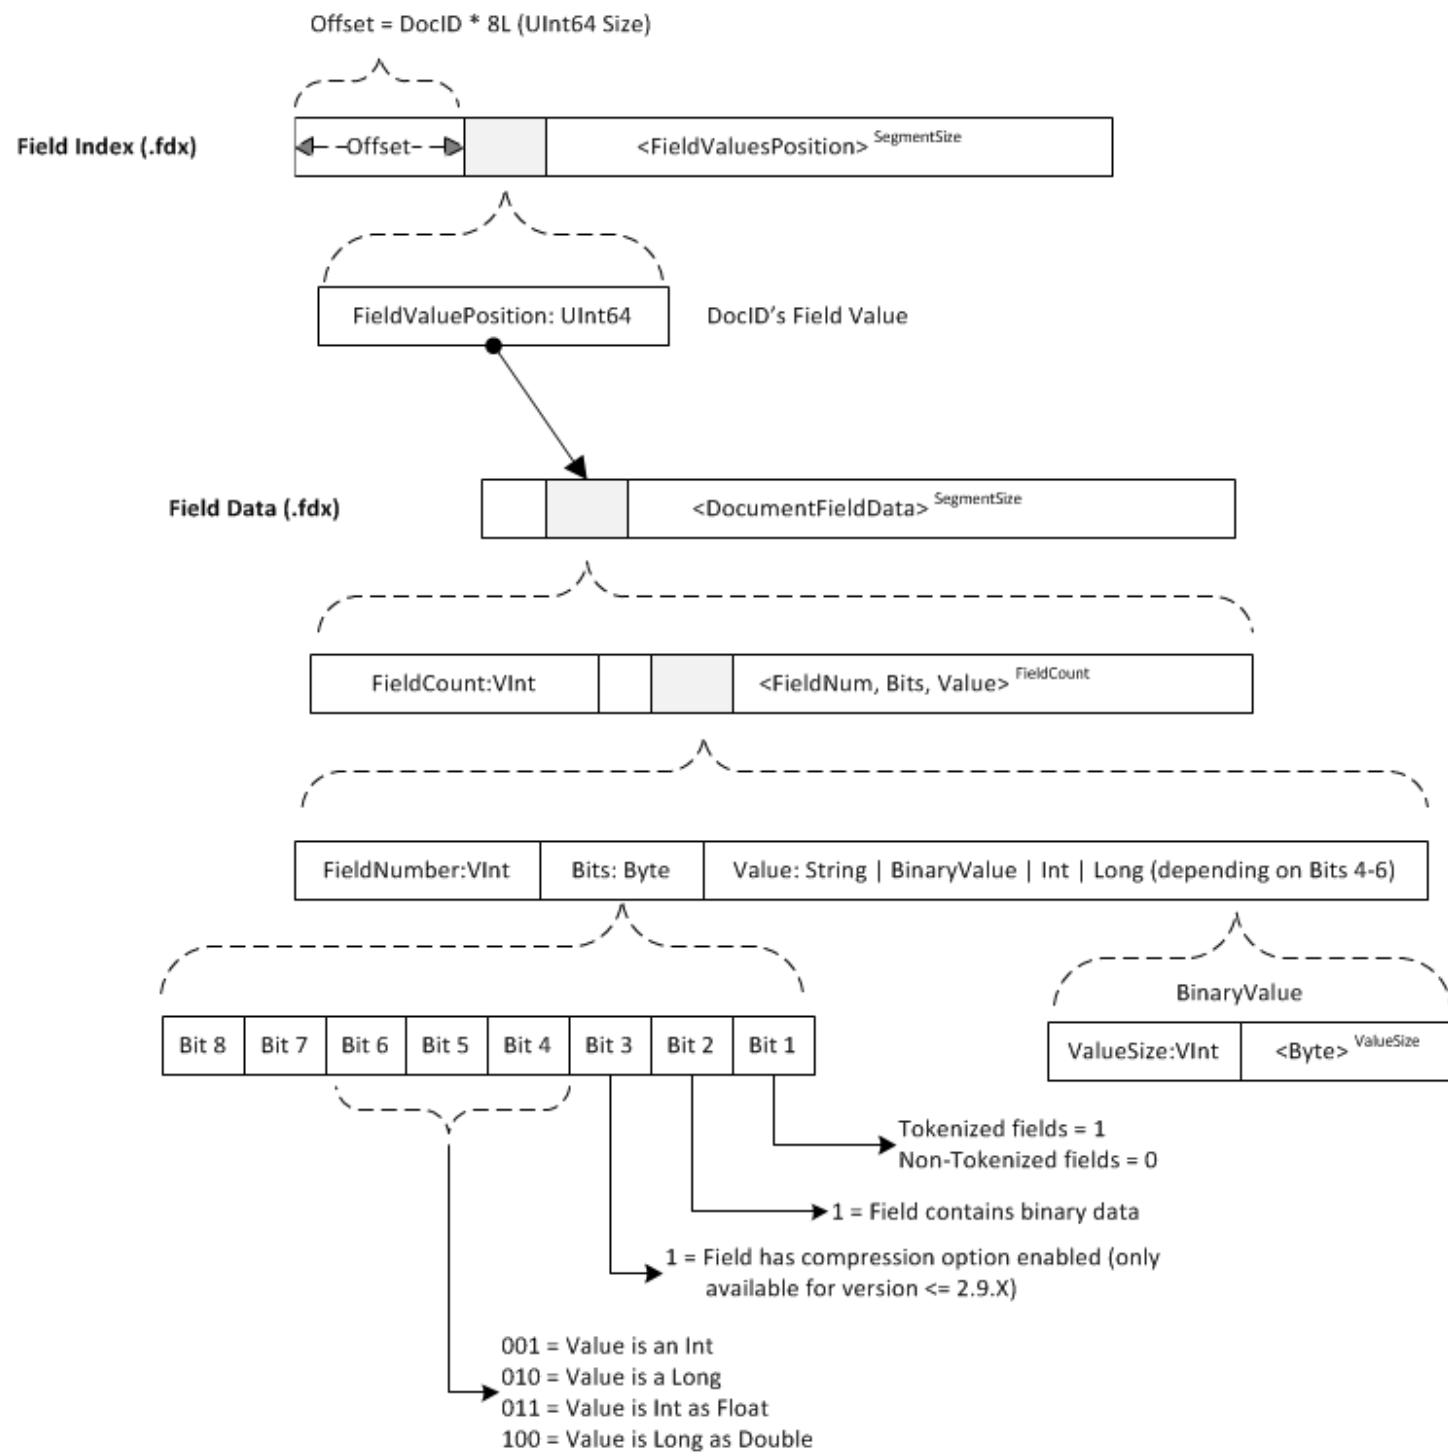 Offset = DocID * 8L (UInt64 Size)
Field Index (.fdx)
Offset
<FieldValuesPosition> SegmentSize
FieldValuePosition: UInt64
DocID's Field Value
Field Data (.fdx)
<DocumentFieldData> SegmentSize
FieldCount:VInt
<FieldNum, Bits, Value> FieldCount
FieldNumber:VInt
Bits: Byte
Value: String | BinaryValue | Int | Long (depending on Bits 4-6)
BinaryValue
Bit 8
Bit 7
Bit 6
Bit 5
Bit 4
Bit 3
Bit 2
Bit 1
ValueSize:VInt
<Byte> ValueSize
Tokenized fields = 1
Non-Tokenized fields = 0
1 = Field contains binary data
1 = Field has compression option enabled (only
available for version <= 2.9.X)
001 = Value is an Int
010 = Value is a Long
011 = Value is Int as Float
100 = Value is Long as Double